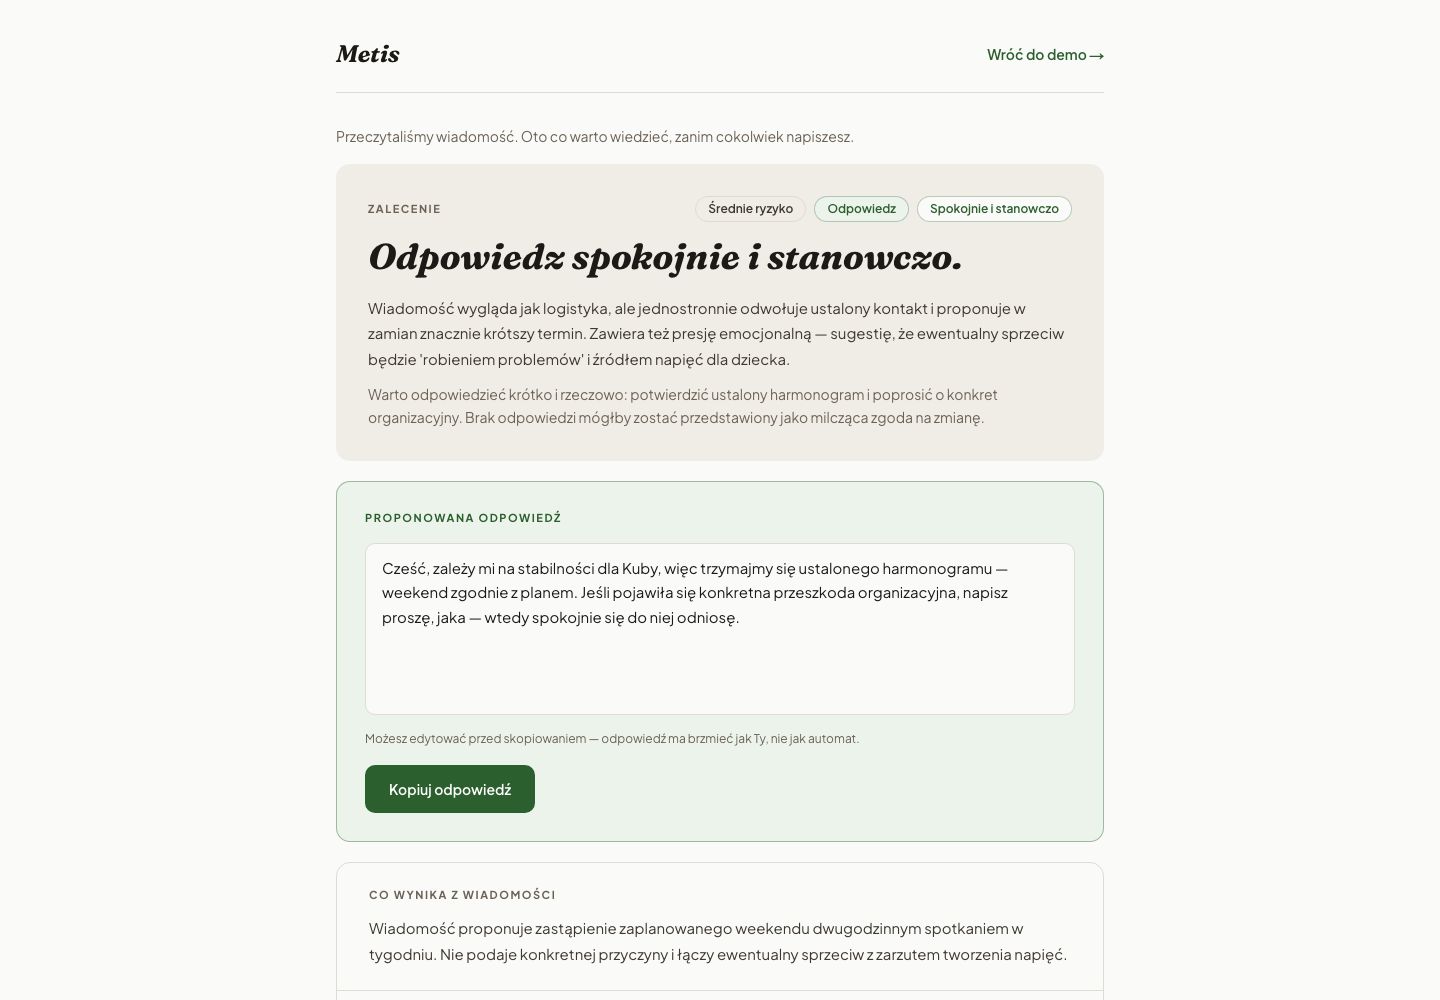 Metis
Wróć do demo →
Przeczytaliśmy wiadomość. Oto co warto wiedzieć, zanim cokolwiek napiszesz.
ZALECENIE
Średnie ryzyko
Odpowiedz
Spokojnie i stanowczo
Odpowiedz spokojnie i stanowczo.
Wiadomość wygląda jak logistyka, ale jednostronnie odwołuje ustalony kontakt i proponuje w
zamian znacznie krótszy termin. Zawiera też presję emocjonalną — sugestię, że ewentualny sprzeciw
będzie 'robieniem problemów' i źródłem napięć dla dziecka.
Warto odpowiedzieć krótko i rzeczowo: potwierdzić ustalony harmonogram i poprosić o konkret
organizacyjny. Brak odpowiedzi mógłby zostać przedstawiony jako milcząca zgoda na zmianę.
PROPONOWANA ODPOWIEDŹ
Cześć, zależy mi na stabilności dla Kuby, więc trzymajmy się ustalonego harmonogramu —
weekend zgodnie z planem. Jeśli pojawiła się konkretna przeszkoda organizacyjna, napisz
proszę, jaka — wtedy spokojnie się do niej odniosę.
Możesz edytować przed skopiowaniem — odpowiedź ma brzmieć jak Ty, nie jak automat.
Kopiuj odpowiedź
CO WYNIKA Z WIADOMOŚCI
Wiadomość proponuje zastąpienie zaplanowanego weekendu dwugodzinnym spotkaniem w
tygodniu. Nie podaje konkretnej przyczyny i łączy ewentualny sprzeciw z zarzutem tworzenia napięć.